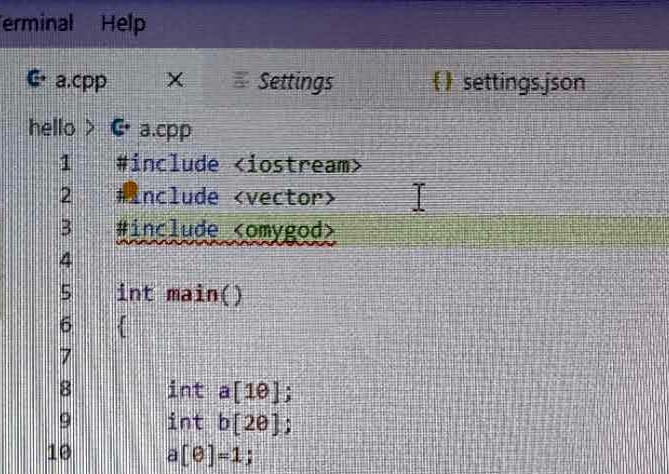 Terminal Help
a.cpp Settings {} settings.json
hello > a.cpp
1 #include <iostream>
2 #include <vector>
3 #include <omygod>
4
5 int main()
6 {
7
8 int a[10];
9 int b[20];
10 a[0]=1;